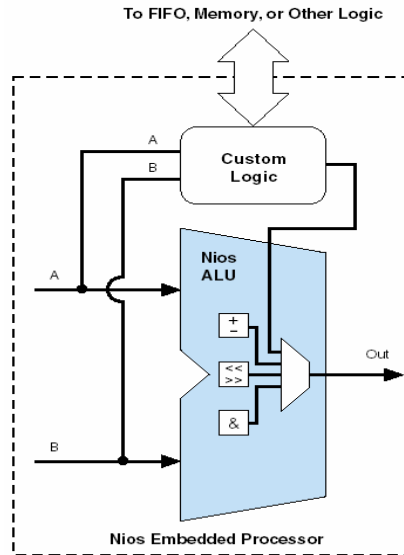 To FIFO, Memory, or Other Logic
A
B
Custom
Logic
Nios
ALU
A
+
−
<<
>>
&
Out
B
Nios Embedded Processor